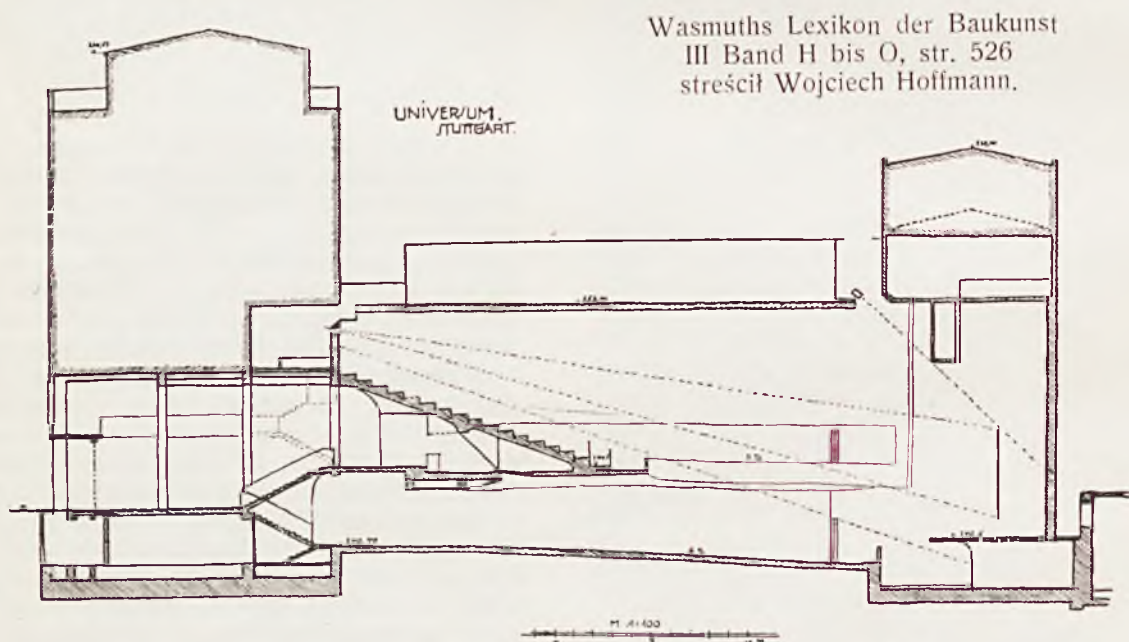 Wasmuths Lexikon der Baukunst
III Band H bis O, str. 526
streścił Wojciech Hoffmann.
UNIVERSUM.
STUTTGART.